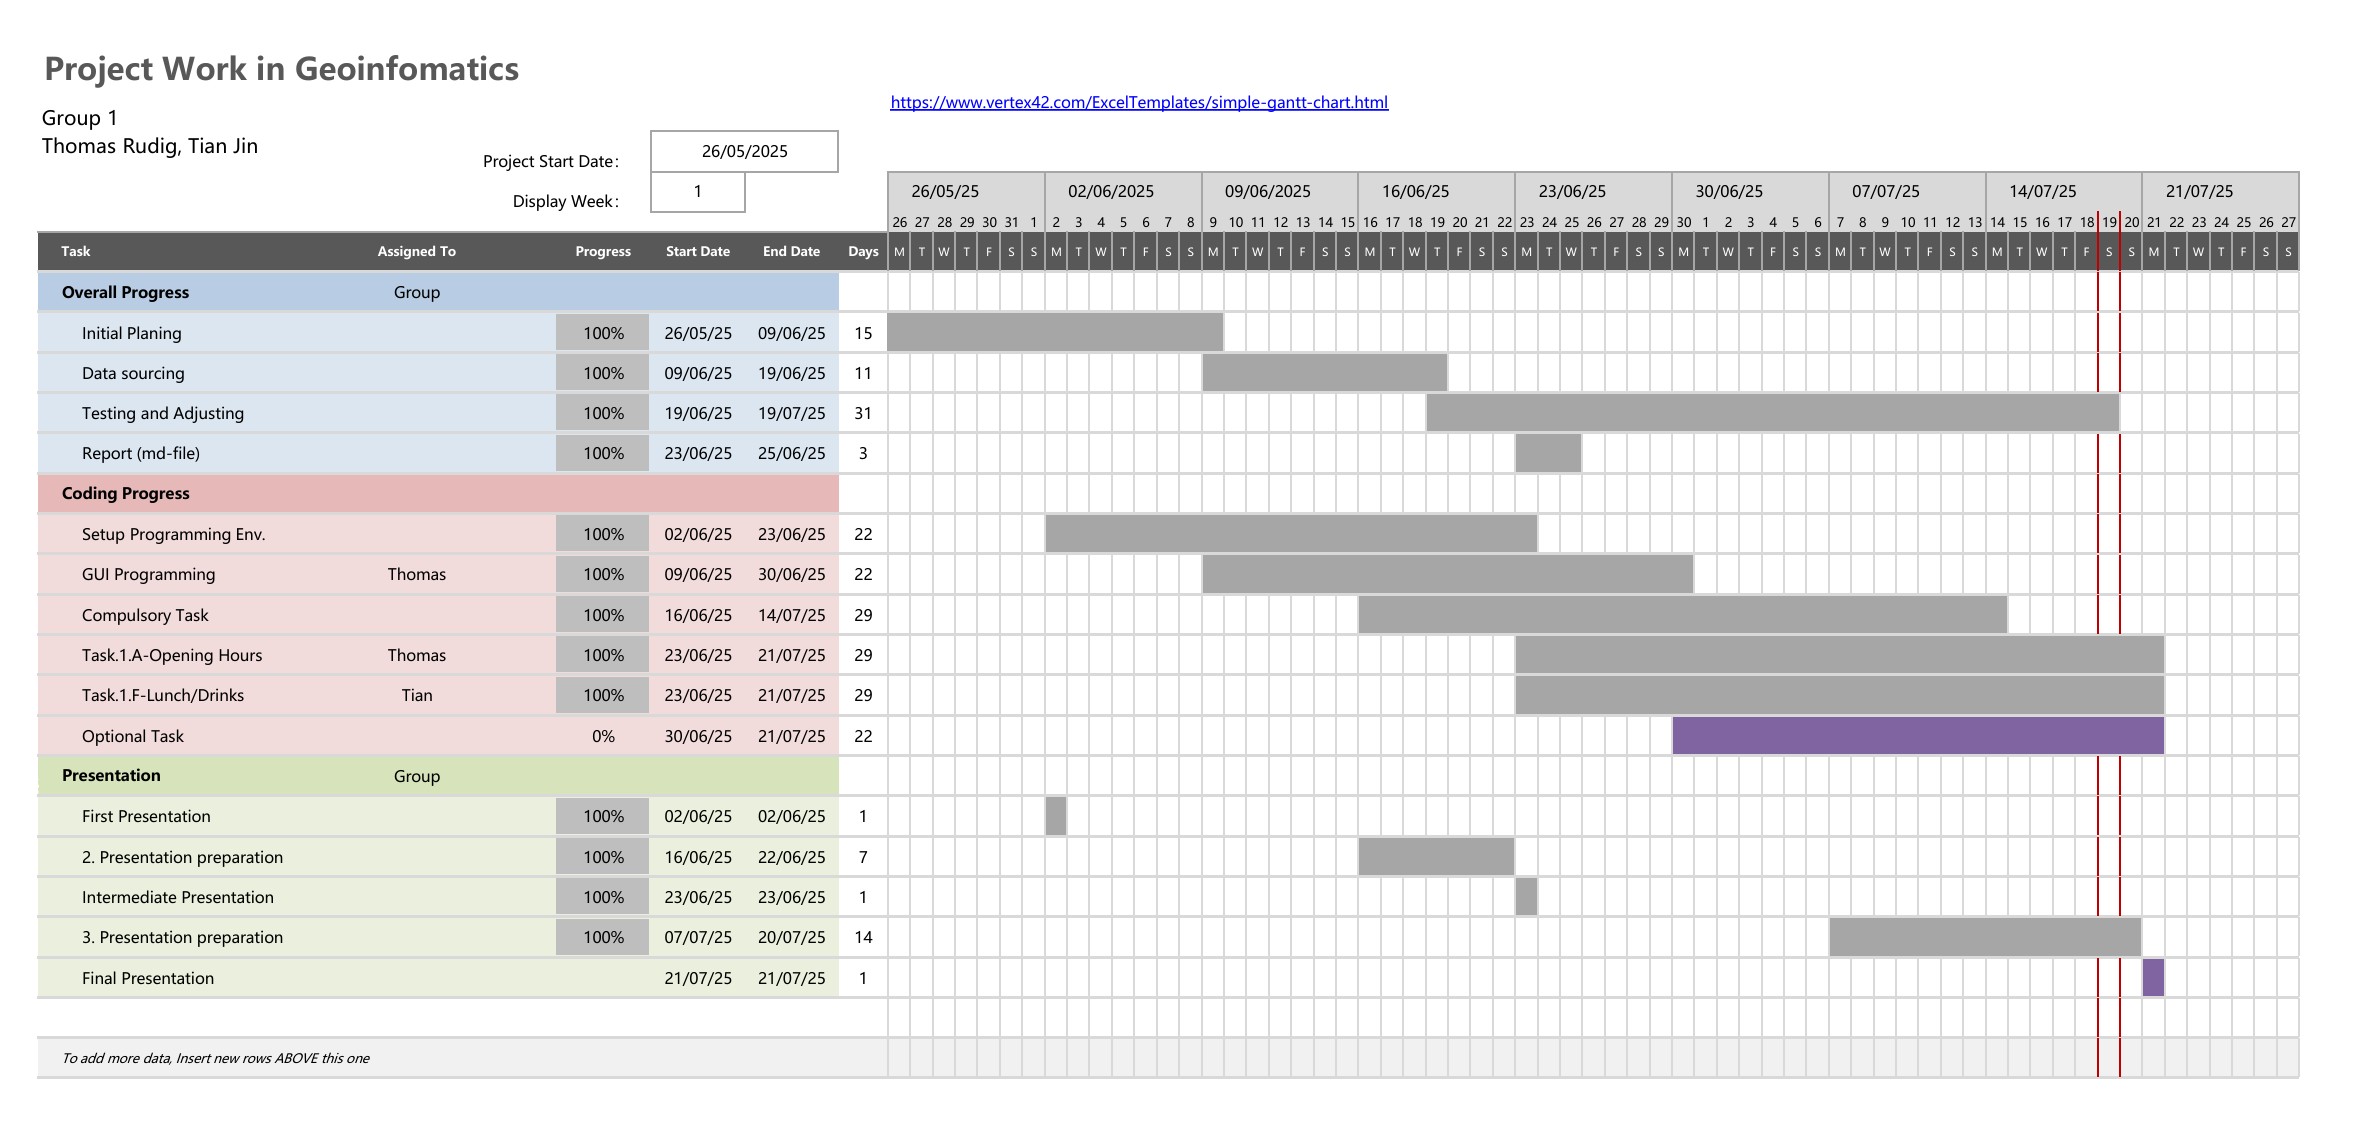 Project Work in Geoinfomatics
https://www.vertex42.com/ExcelTemplates/simple-gantt-chart.html
Group 1
Thomas Rudig, Tian Jin
Project Start Date: 26/05/2025
Display Week: 1
26/05/25 02/06/2025 09/06/2025 16/06/25 23/06/25 30/06/25 07/07/25 14/07/25 21/07/25
26 27 28 29 30 31 1 2 3 4 5 6 7 8 9 10 11 12 13 14 15 16 17 18 19 20 21 22 23 24 25 26 27 28 29 30 1 2 3 4 5 6 7 8 9 10 11 12 13 14 15 16 17 18 19 20 21 22 23 24 25 26 27
Task Assigned To Progress Start Date End Date Days M T W T F S S M T W T F S S M T W T F S S M T W T F S S M T W T F S S M T W T F S S M T W T F S S M T W T F S S M T W T F S S
Overall Progress Group
Initial Planing 100% 26/05/25 09/06/25 15
Data sourcing 100% 09/06/25 19/06/25 11
Testing and Adjusting 100% 19/06/25 19/07/25 31
Report (md-file) 100% 23/06/25 25/06/25 3
Coding Progress
Setup Programming Env. 100% 02/06/25 23/06/25 22
GUI Programming Thomas 100% 09/06/25 30/06/25 22
Compulsory Task 100% 16/06/25 14/07/25 29
Task.1.A-Opening Hours Thomas 100% 23/06/25 21/07/25 29
Task.1.F-Lunch/Drinks Tian 100% 23/06/25 21/07/25 29
Optional Task 0% 30/06/25 21/07/25 22
Presentation Group
First Presentation 100% 02/06/25 02/06/25 1
2. Presentation preparation 100% 16/06/25 22/06/25 7
Intermediate Presentation 100% 23/06/25 23/06/25 1
3. Presentation preparation 100% 07/07/25 20/07/25 14
Final Presentation 21/07/25 21/07/25 1
To add more data, Insert new rows ABOVE this one